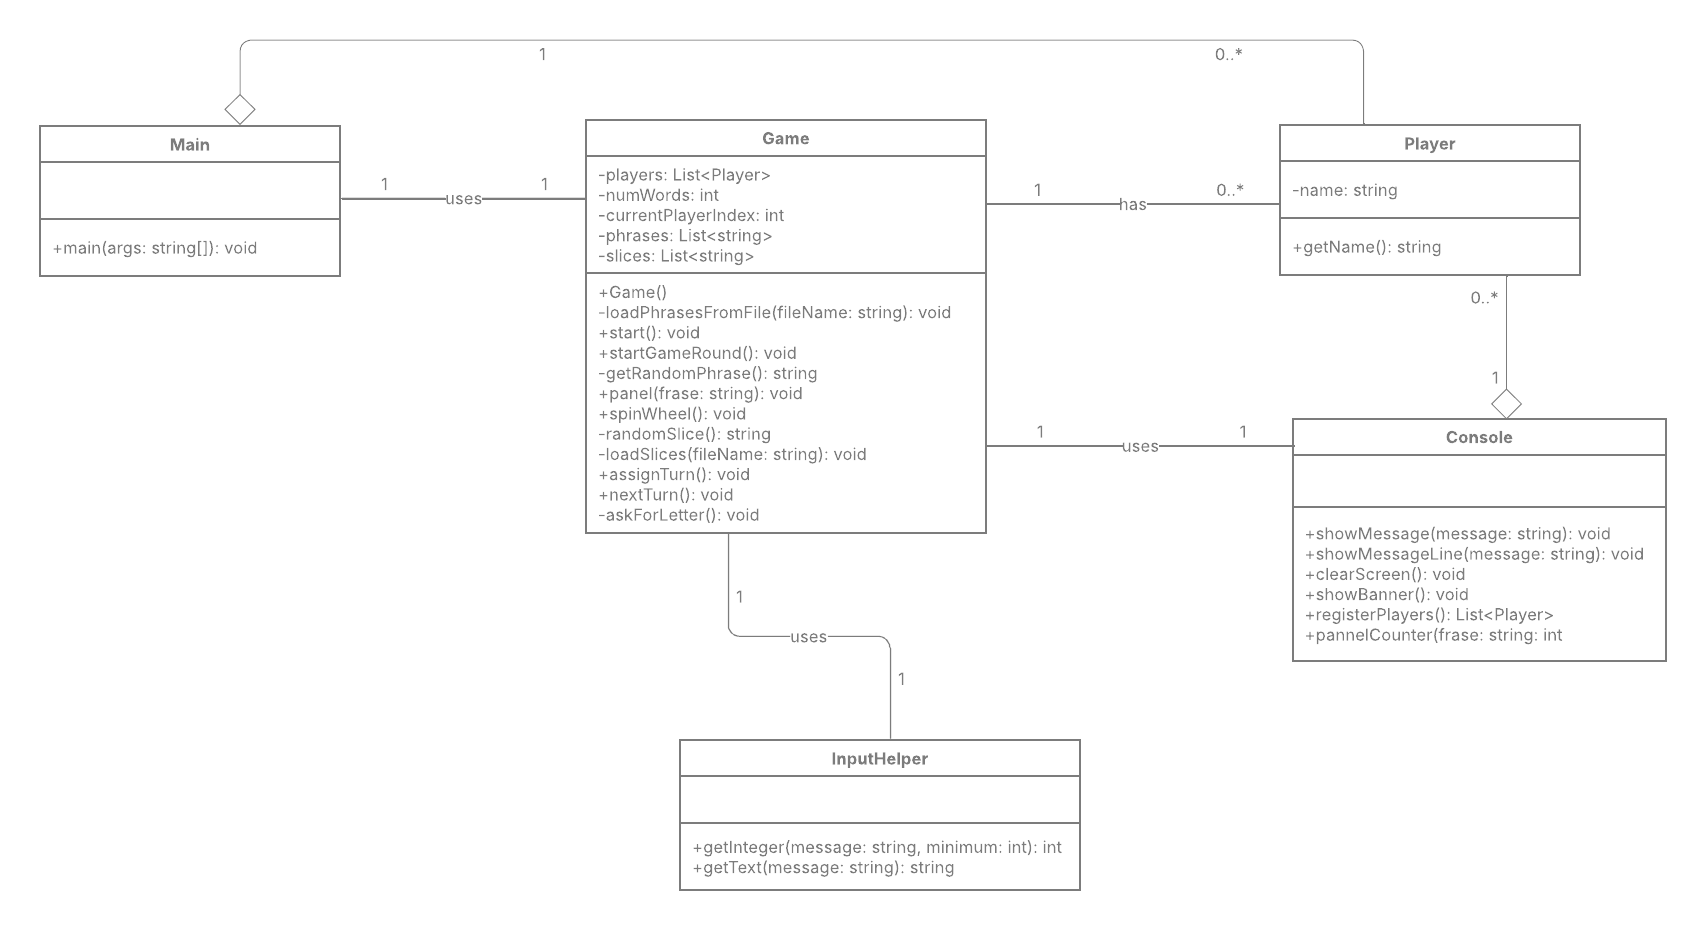 1
0..*
Main
+main(args: string[]): void
1
uses
1
Game
-players: List<Player>
-numWords: int
-currentPlayerIndex: int
-phrases: List<string>
-slices: List<string>
+Game()
-loadPhrasesFromFile(fileName: string): void
+start(): void
+startGameRound(): void
-getRandomPhrase(): string
+panel(frase: string): void
+spinWheel(): void
-randomSlice(): string
-loadSlices(fileName: string): void
+assignTurn(): void
+nextTurn(): void
-askForLetter(): void
1
has
0..*
Player
-name: string
+getName(): string
0..*
1
1
uses
1
Console
+showMessage(message: string): void
+showMessageLine(message: string): void
+clearScreen(): void
+showBanner(): void
+registerPlayers(): List<Player>
+pannelCounter(frase: string: int
1
uses
1
InputHelper
+getInteger(message: string, minimum: int): int
+getText(message: string): string